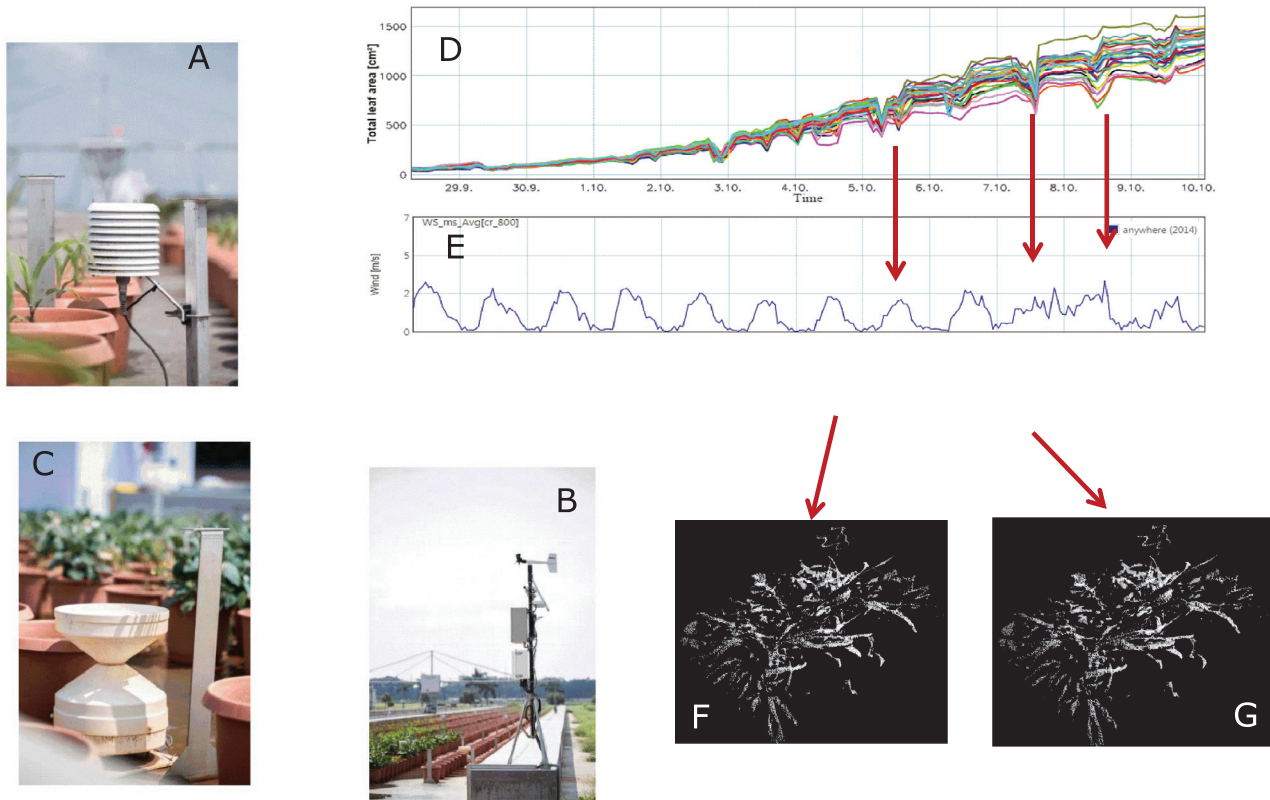 A
D
Total leaf area [cm²]
1500
1000
500
0
29.9.
30.9.
1.10.
2.10.
3.10.
4.10.
5.10.
6.10.
7.10.
8.10.
9.10.
10.10.
Time
WS_ms_Avg[cr_800]
E
anywhere (2014)
Wind [m/s]
7
5
2
0
C
B
F
G